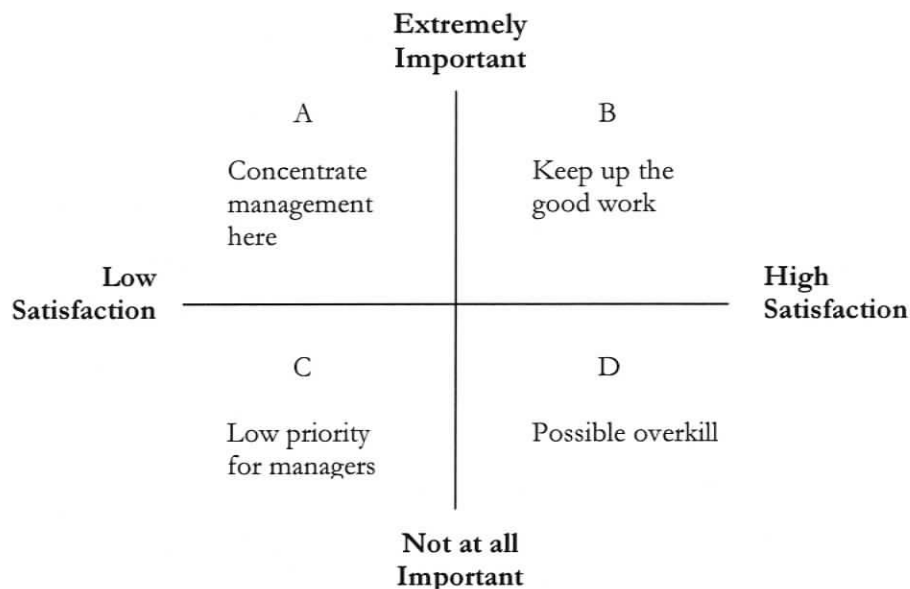 Extremely
Important
A
B
Concentrate
management
here
Keep up the
good work
Low
Satisfaction
High
Satisfaction
C
D
Low priority
for managers
Possible overkill
Not at all
Important